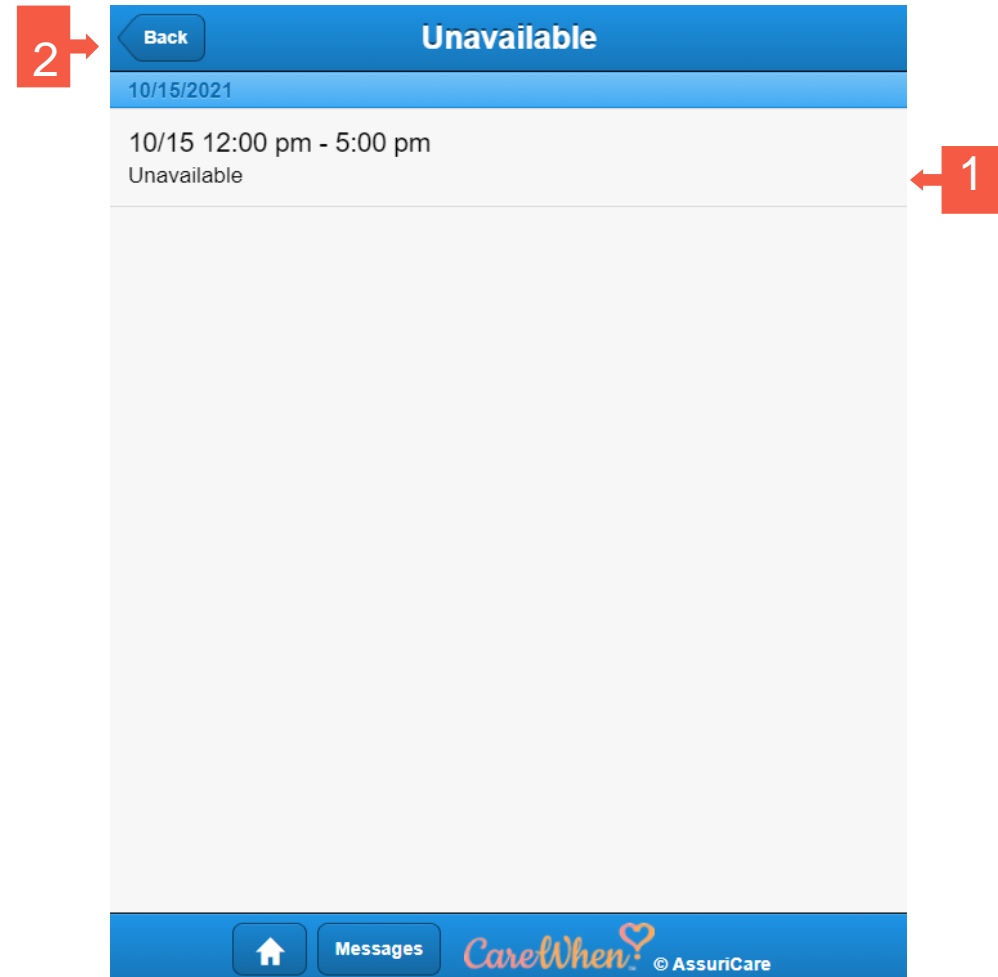 2
Back
Unavailable
10/15/2021
10/15 12:00 pm - 5:00 pm
Unavailable
1
Messages
CareWhen?
© AssuriCare